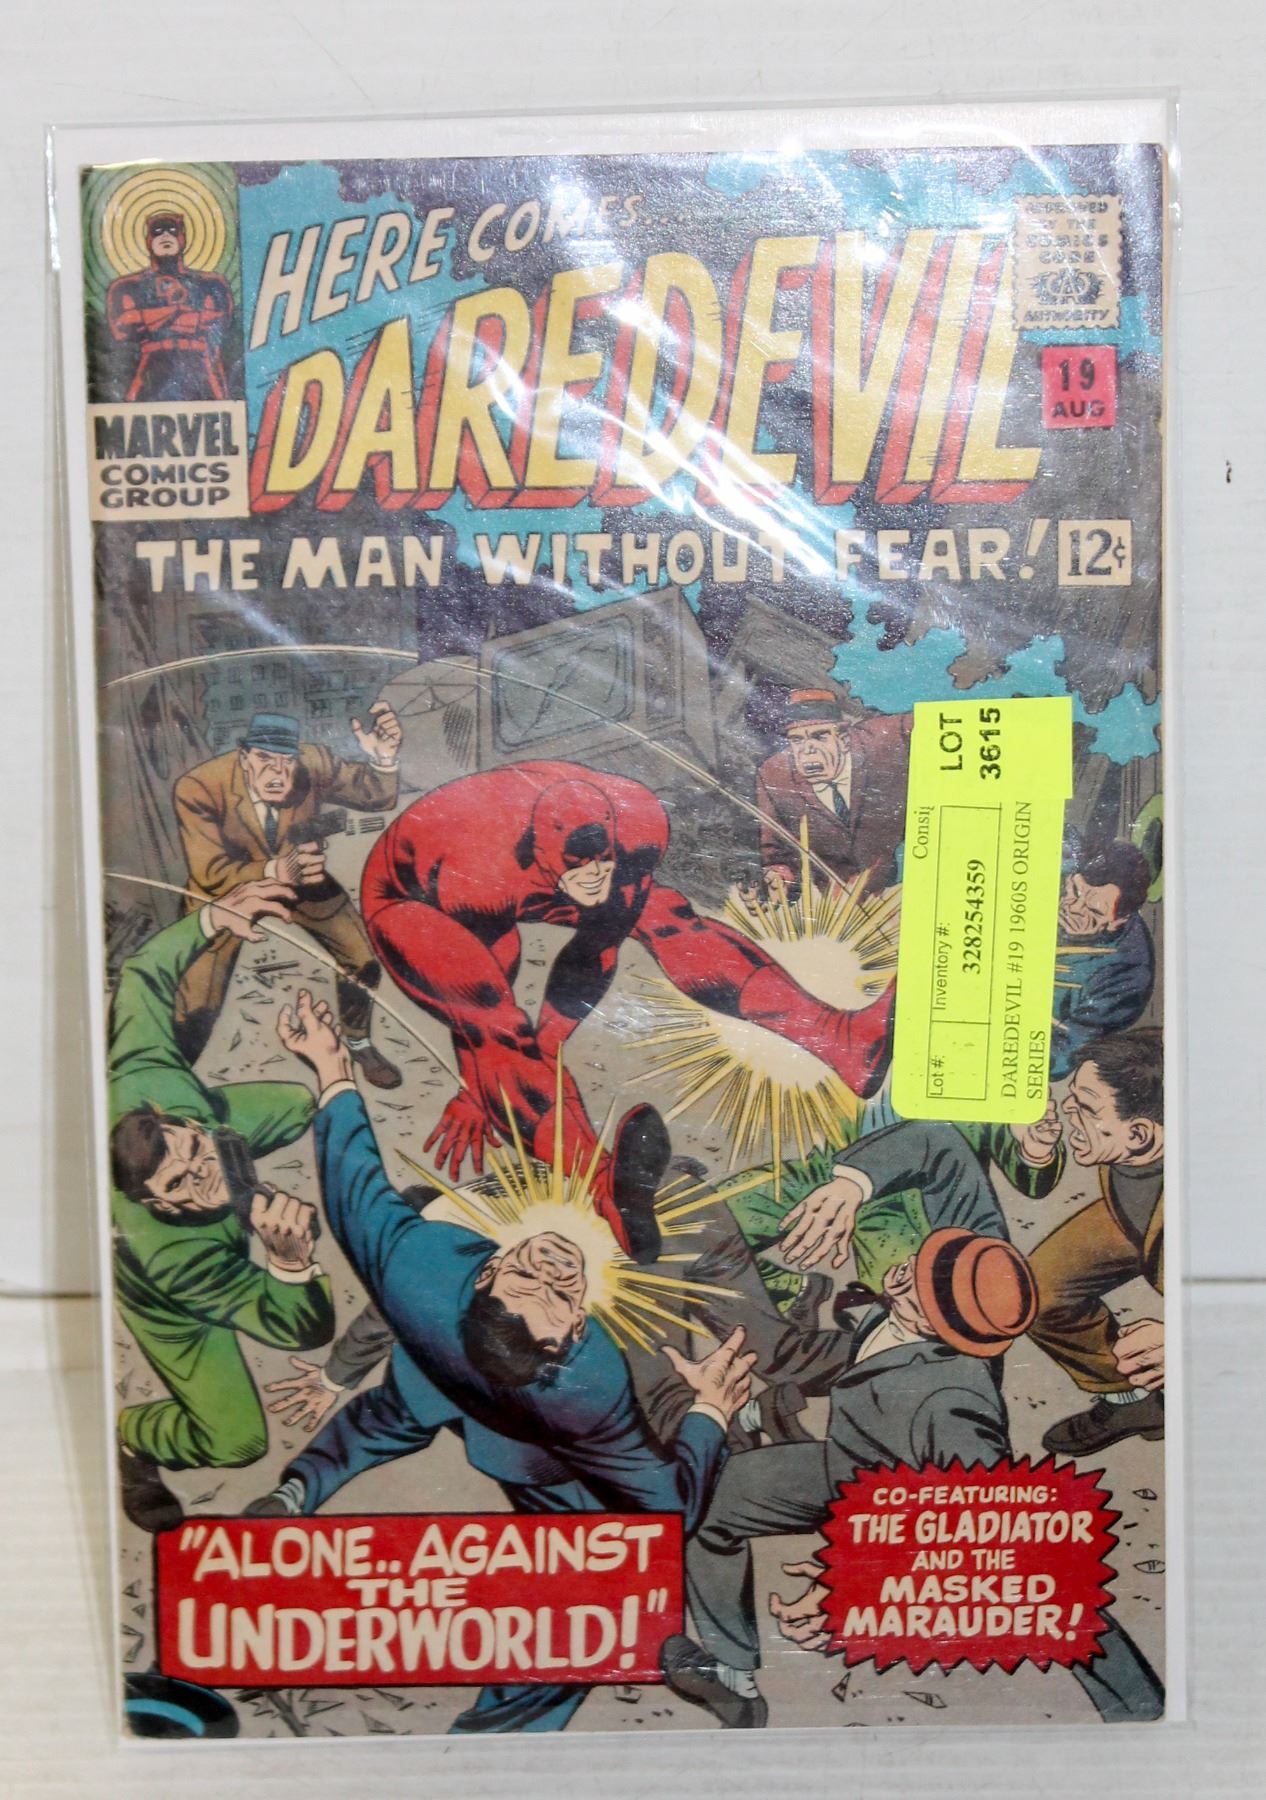 HERE COMES...
DAREDEVIL
APPROVED
BY THE
COMICS
CODE
AUTHORITY
19
AUG
MARVEL
COMICS
GROUP
THE MAN WITHOUT FEAR!
12¢
LOT
3615
Consi
Lot #:
Inventory #:
328254359
DAREDEVIL #19 1960S ORIGIN
SERIES
"ALONE.. AGAINST
THE
UNDERWORLD!"
CO-FEATURING:
THE GLADIATOR
AND THE
MASKED
MARAUDER!